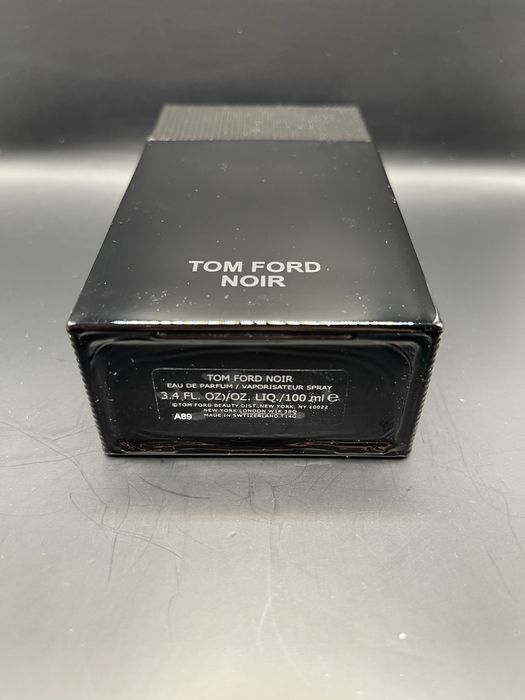 TOM FORD
NOIR
TOM FORD NOIR
EAU DE PARFUM / VAPORISATEUR SPRAY
3.4 FL. OZ)/OZ. LIQ./100 ml ℮
©TOM FORD BEAUTY DIST, NEW YORK, NY 10022
NEW YORK LONDON W1K 3BQ
A89 MADE IN SWTIZERLAND